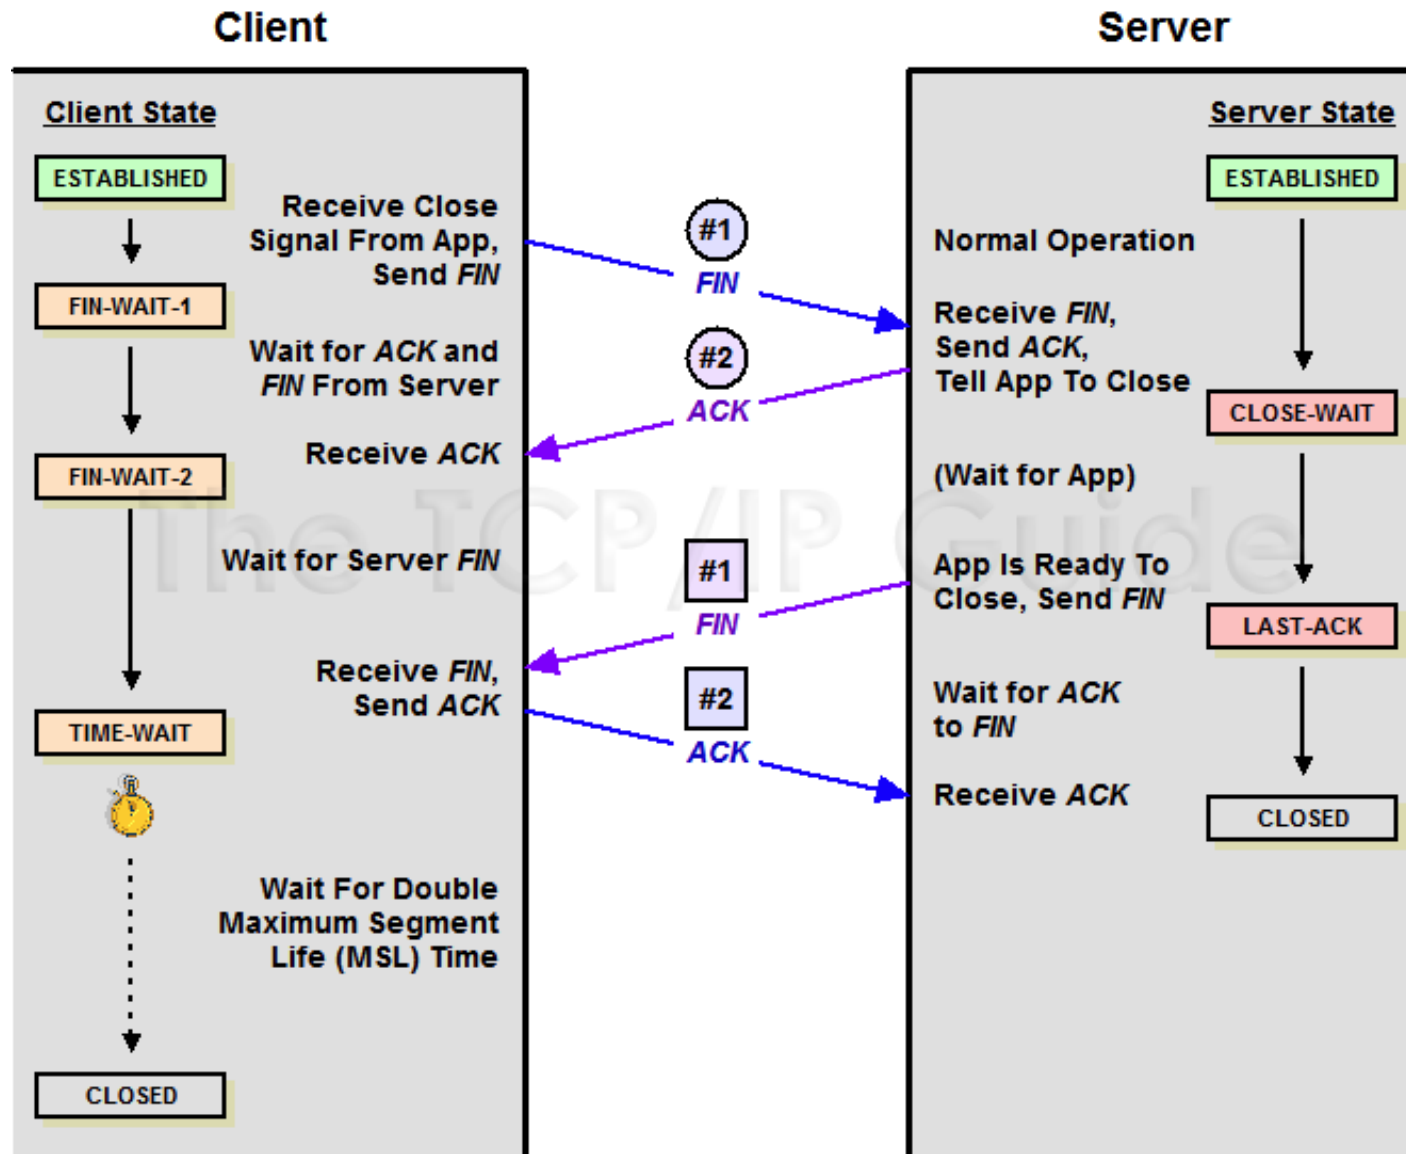 Client
Server
Client State
ESTABLISHED
FIN-WAIT-1
FIN-WAIT-2
TIME-WAIT
CLOSED
Receive Close
Signal From App,
Send FIN
Wait for ACK and
FIN From Server
Receive ACK
Wait for Server FIN
Receive FIN,
Send ACK
Wait For Double
Maximum Segment
Life (MSL) Time
#1
FIN
#2
ACK
#1
FIN
#2
ACK
Normal Operation
Receive FIN,
Send ACK,
Tell App To Close
(Wait for App)
App Is Ready To
Close, Send FIN
Wait for ACK
to FIN
Receive ACK
Server State
ESTABLISHED
CLOSE-WAIT
LAST-ACK
CLOSED
The TCP/IP Guide